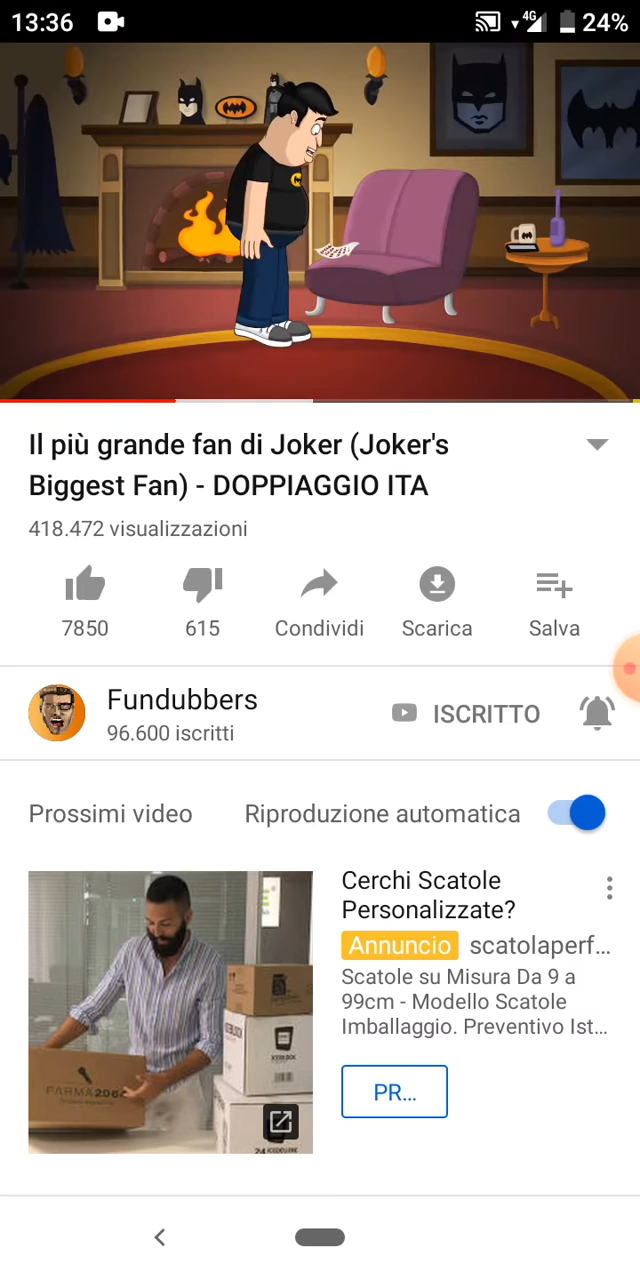 13:36
4G
24%
Il più grande fan di Joker (Joker's
Biggest Fan) - DOPPIAGGIO ITA
418.472 visualizzazioni
7850
615
Condividi
Scarica
Salva
Fundubbers
96.600 iscritti
ISCRITTO
Prossimi video
Riproduzione automatica
Cerchi Scatole
Personalizzate?
Annuncio scatolaperf...
Scatole su Misura Da 9 a
99cm - Modello Scatole
Imballaggio. Preventivo Ist...
PR...